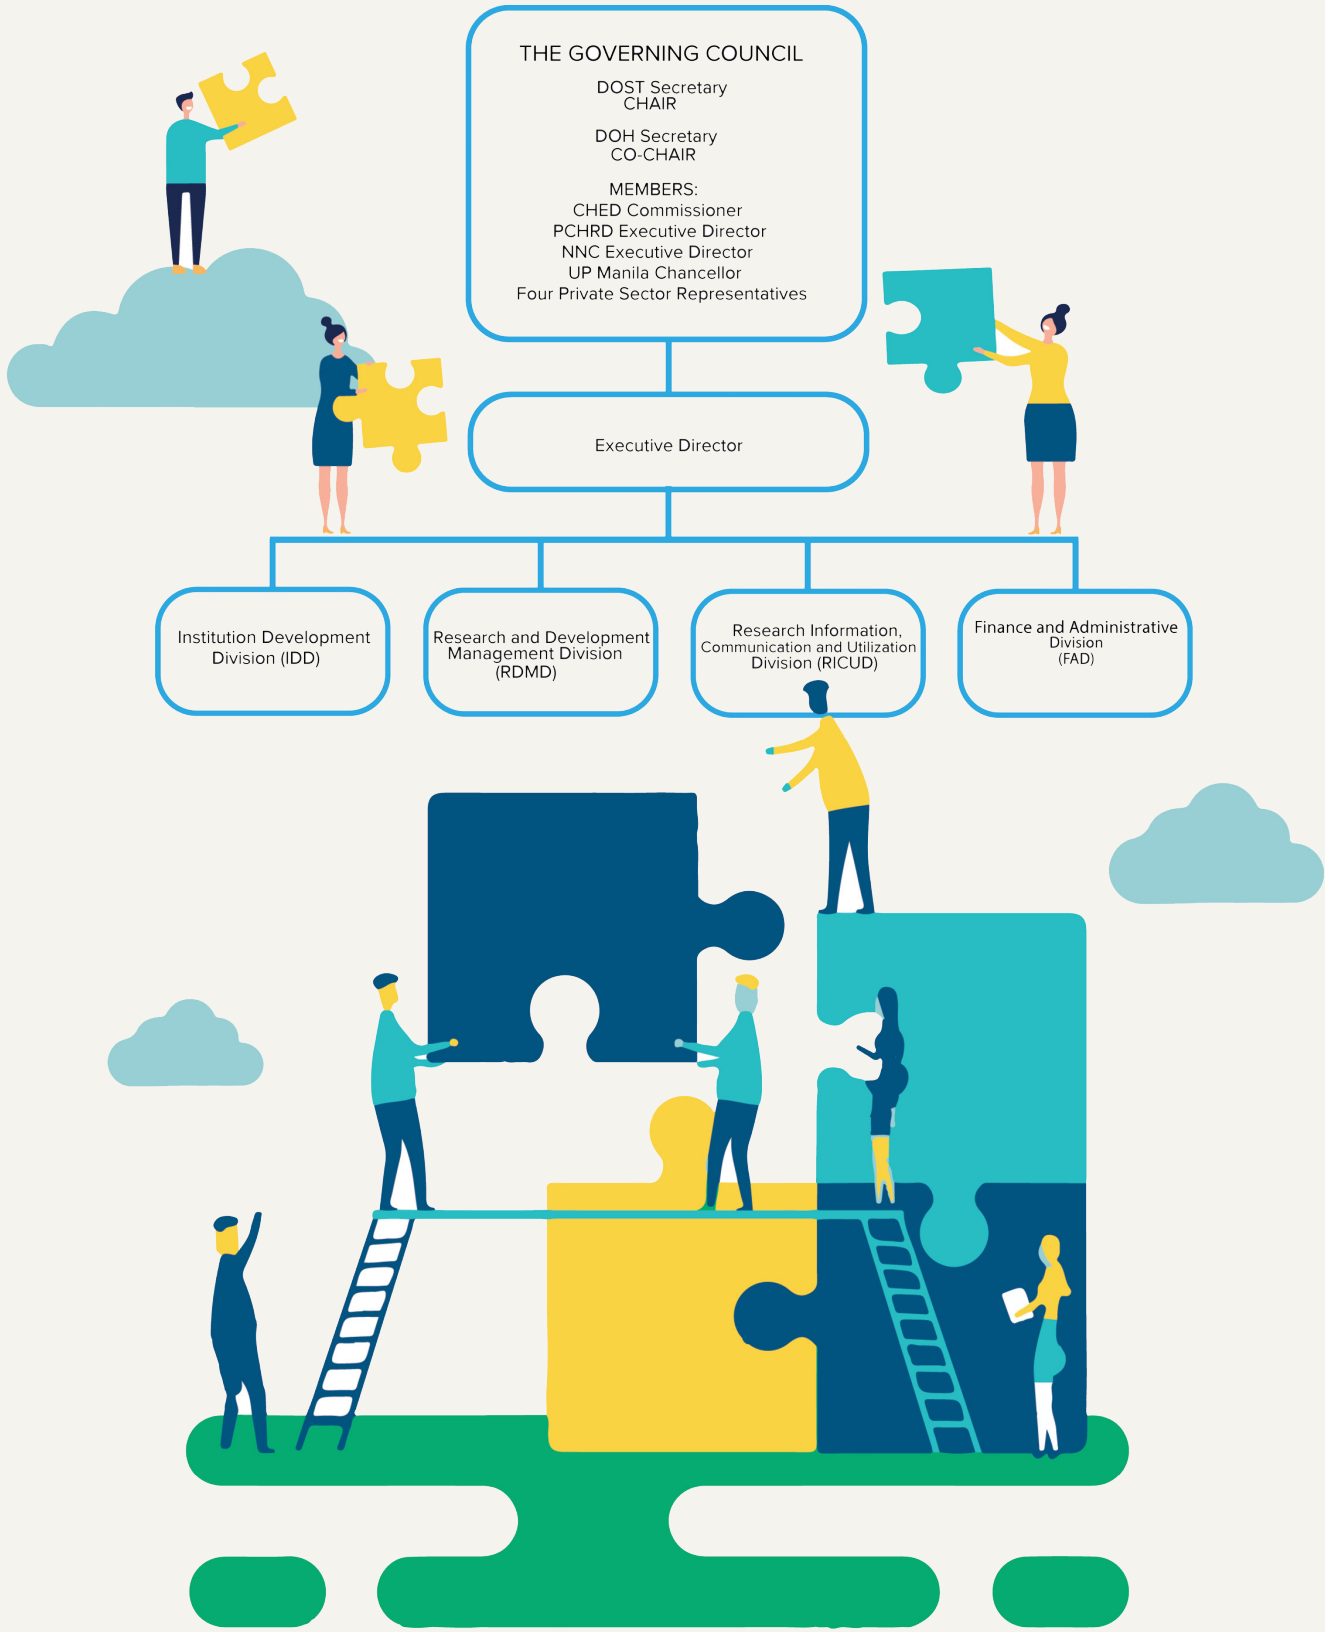 THE GOVERNING COUNCIL
DOST Secretary
CHAIR
DOH Secretary
CO-CHAIR
MEMBERS:
CHED Commissioner
PCHRD Executive Director
NNC Executive Director
UP Manila Chancellor
Four Private Sector Representatives
Executive Director
Institution Development
Division (IDD)
Research and Development
Management Division
(RDMD)
Research Information,
Communication and Utilization
Division (RICUD)
Finance and Administrative
Division
(FAD)